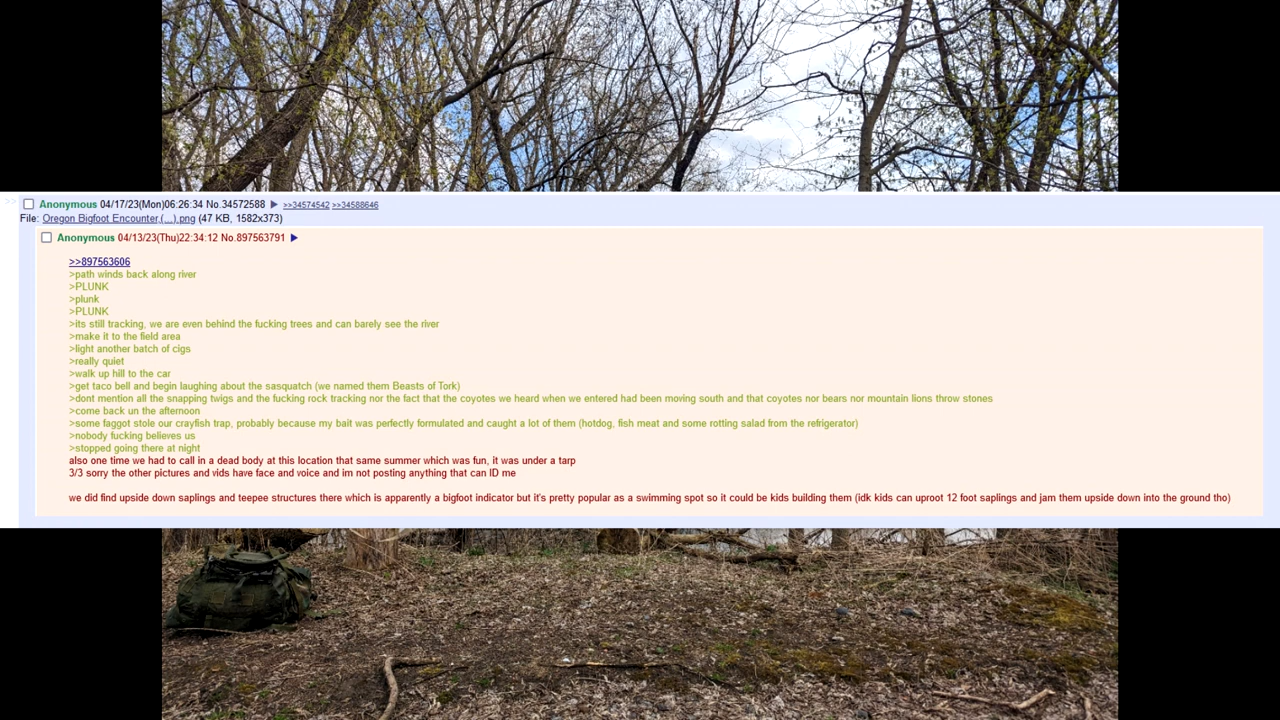 >> Anonymous 04/17/23(Mon)06:26:34 No.34572588 ▶ >>34574542 >>34588646
File: Oregon Bigfoot Encounter,(...).png (47 KB, 1582x373)
Anonymous 04/13/23(Thu)22:34:12 No.897563791 ▶
>>897563606
>path winds back along river
>PLUNK
>plunk
>PLUNK
>its still tracking, we are even behind the fucking trees and can barely see the river
>make it to the field area
>light another batch of cigs
>really quiet
>walk up hill to the car
>get taco bell and begin laughing about the sasquatch (we named them Beasts of Tork)
>dont mention all the snapping twigs and the fucking rock tracking nor the fact that the coyotes we heard when we entered had been moving south and that coyotes nor bears nor mountain lions throw stones
>come back un the afternoon
>some faggot stole our crayfish trap, probably because my bait was perfectly formulated and caught a lot of them (hotdog, fish meat and some rotting salad from the refrigerator)
>nobody fucking believes us
>stopped going there at night
also one time we had to call in a dead body at this location that same summer which was fun, it was under a tarp
3/3 sorry the other pictures and vids have face and voice and im not posting anything that can ID me
we did find upside down saplings and teepee structures there which is apparently a bigfoot indicator but it's pretty popular as a swimming spot so it could be kids building them (idk kids can uproot 12 foot saplings and jam them upside down into the ground tho)